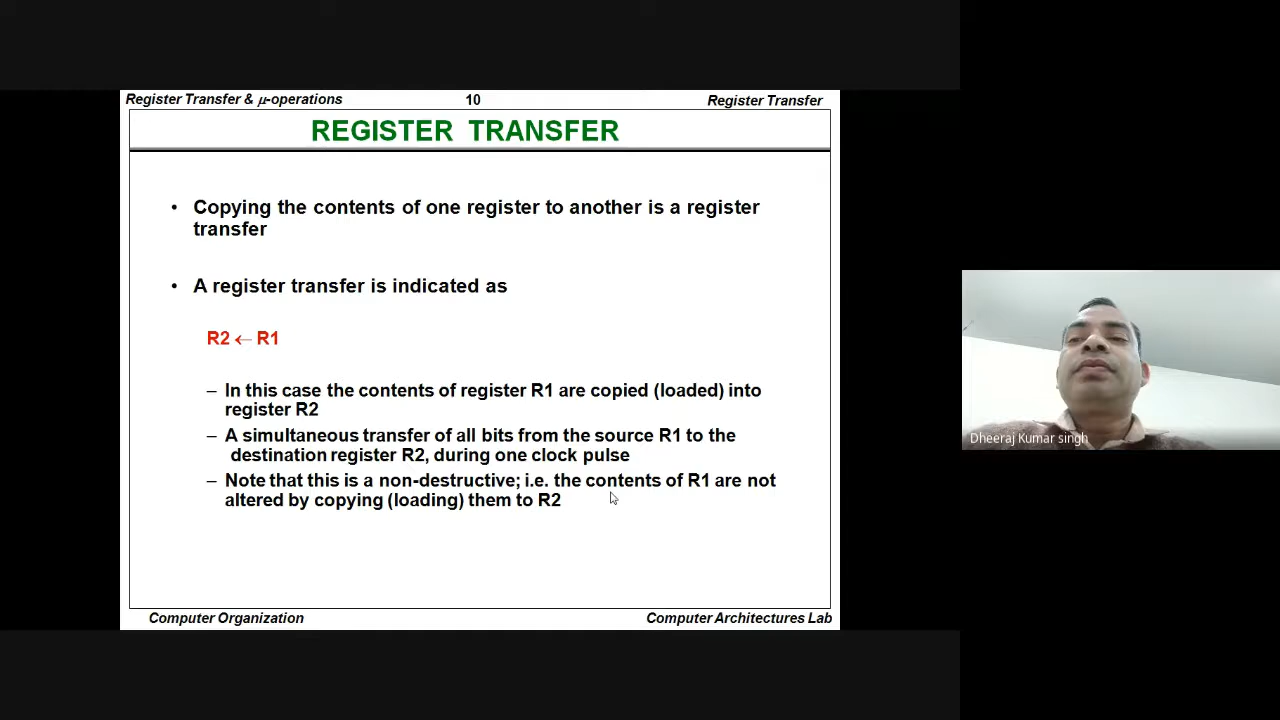 Register Transfer & μ-operations 10 Register Transfer
REGISTER TRANSFER
• Copying the contents of one register to another is a register
transfer
• A register transfer is indicated as
R2 ← R1
– In this case the contents of register R1 are copied (loaded) into
register R2
– A simultaneous transfer of all bits from the source R1 to the
destination register R2, during one clock pulse
– Note that this is a non-destructive; i.e. the contents of R1 are not
altered by copying (loading) them to R2
Computer Organization Computer Architectures Lab
Dheeraj Kumar singh